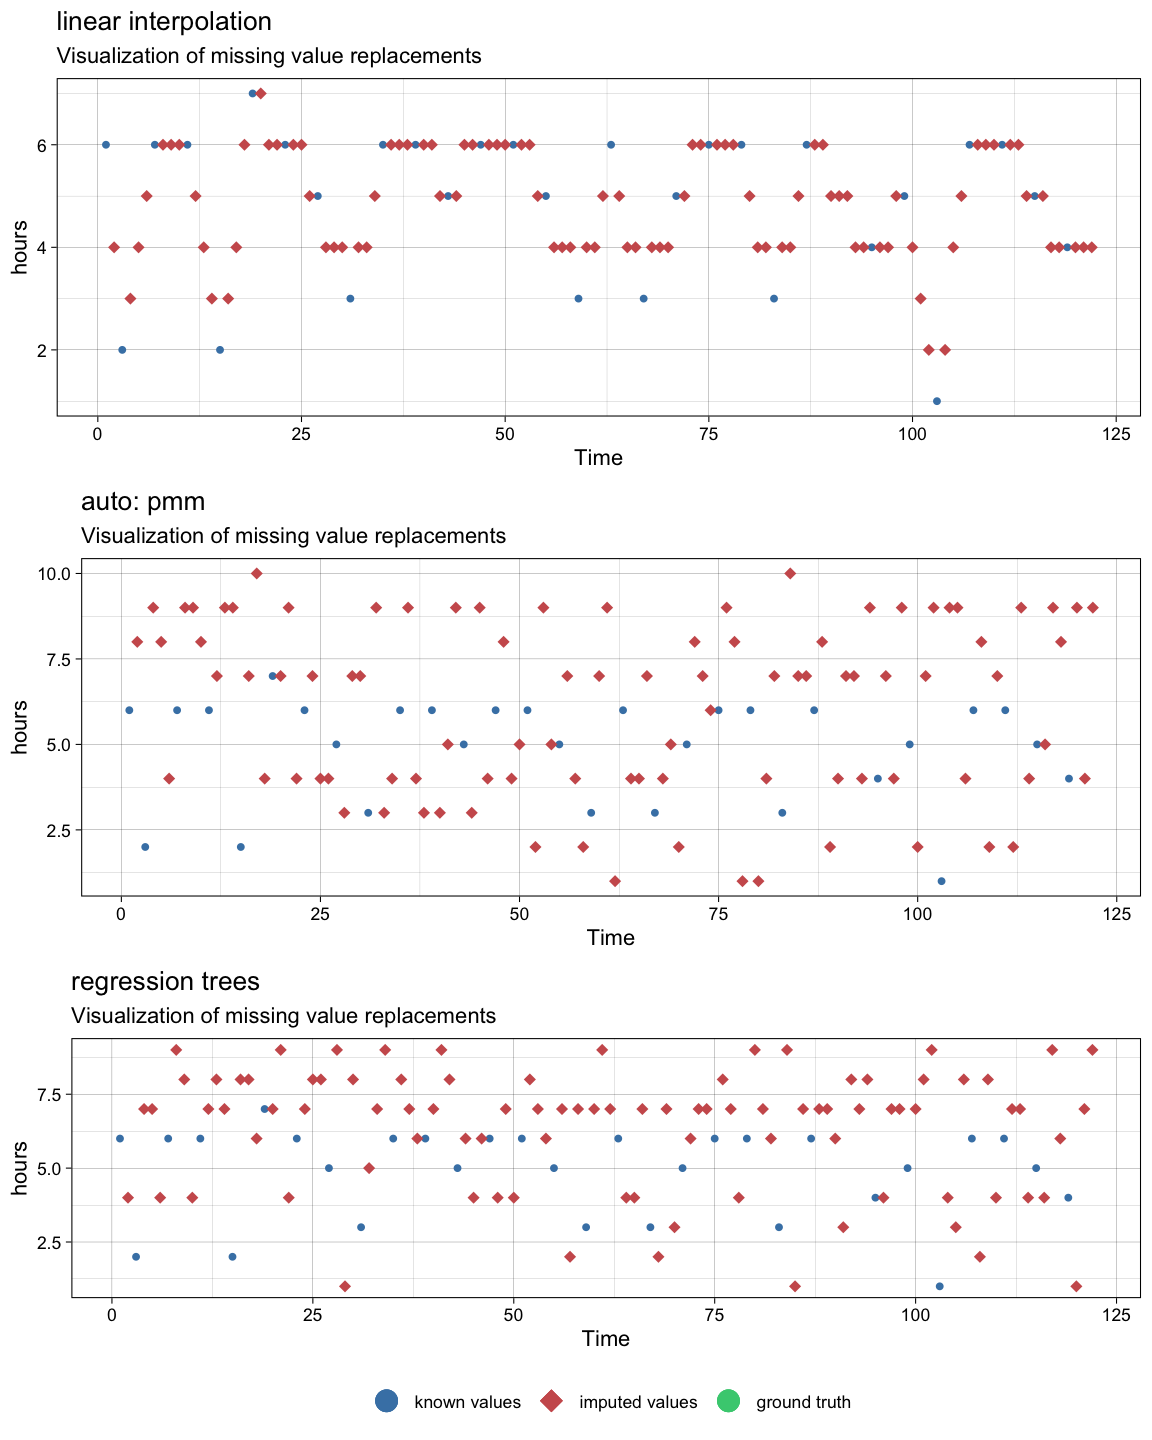 linear interpolation
Visualization of missing value replacements
6
4
2
hours
0 25 50 75 100 125
Time
auto: pmm
Visualization of missing value replacements
10.0
7.5
5.0
2.5
hours
0 25 50 75 100 125
Time
regression trees
Visualization of missing value replacements
7.5
5.0
2.5
hours
0 25 50 75 100 125
Time
known values imputed values ground truth